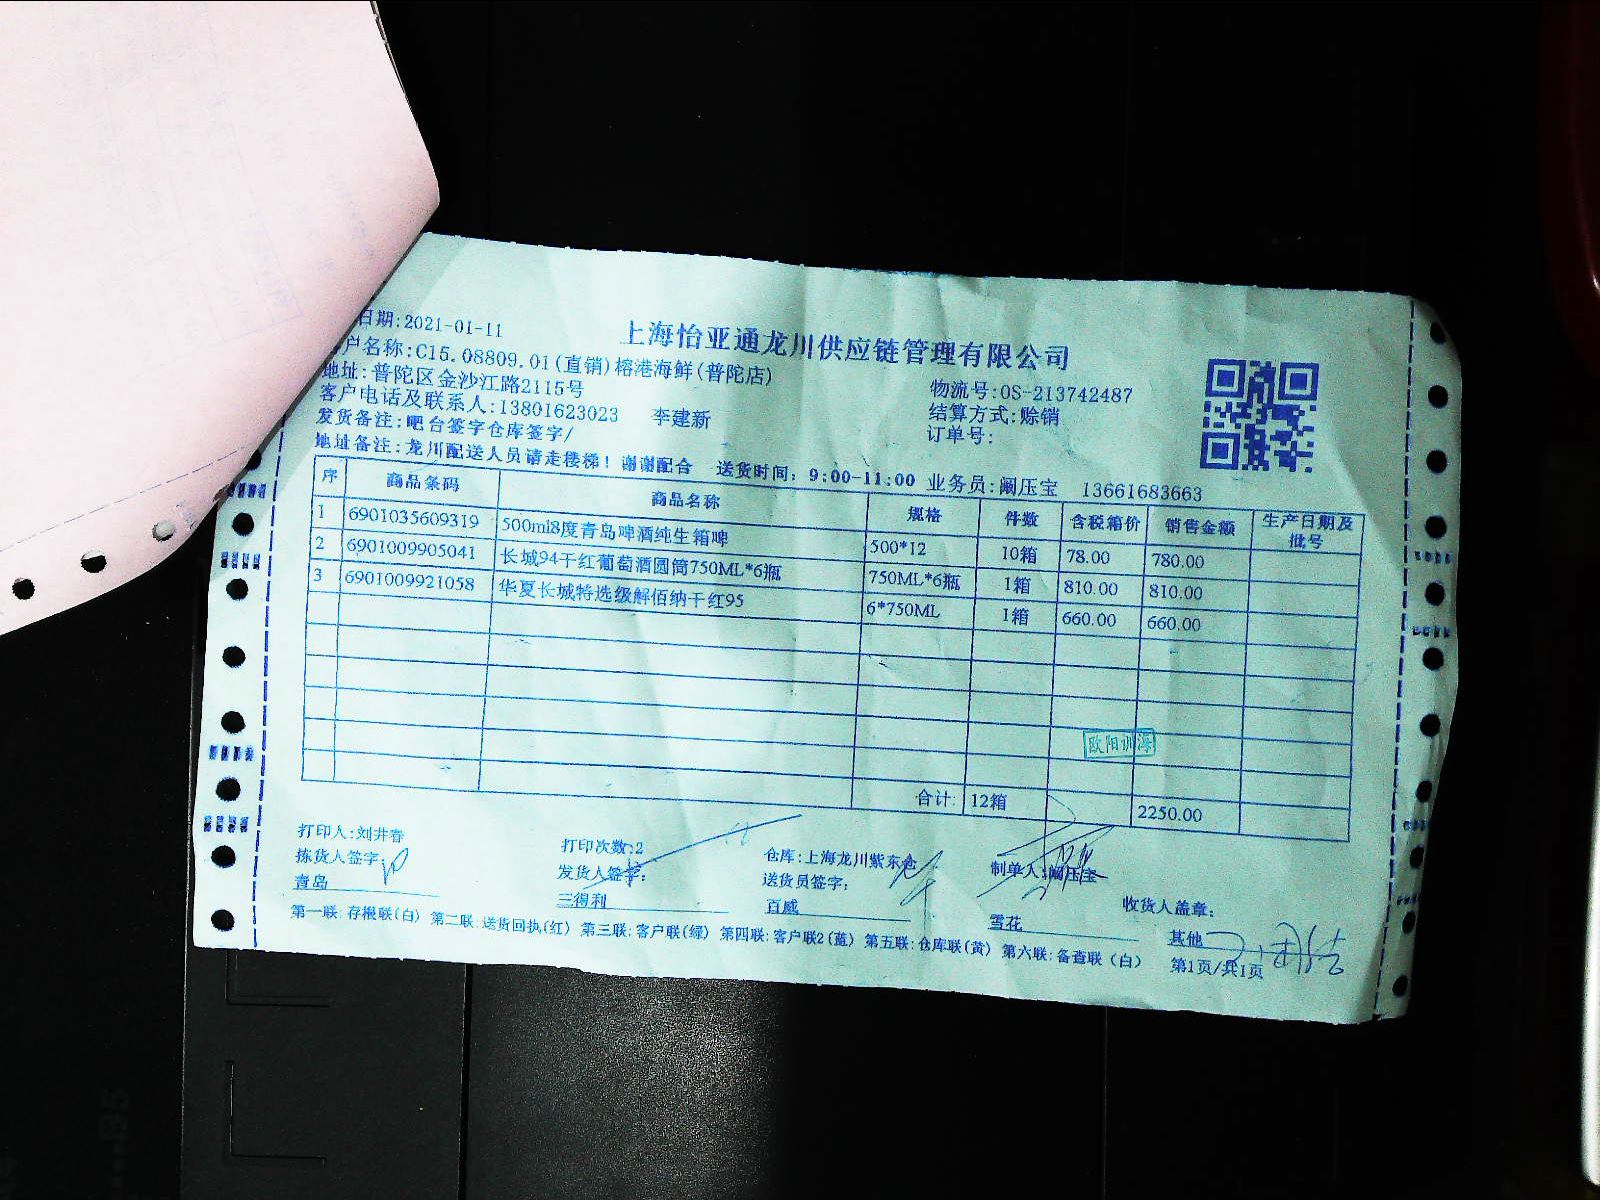 上海怡亚通龙川供应链管理有限公司
日期:2021-01-11
户名称:C15.08809.01(直销)榕港海鲜(普陀店)
地址:普陀区金沙江路2115号
物流号:OS-213742487
客户电话及联系人:13801623023 李建新
结算方式:赊销
发货备注:吧台签字仓库签字/
订单号:
地址备注:龙川配送人员请走楼梯！谢谢配合 送货时间：9:00-11:00 业务员:阚压宝 13661683663
序 商品条码 商品名称 规格 件数 含税箱价 销售金额 生产日期及批号
1 6901035609319 500ml8度青岛啤酒纯生箱啤 500*12 10箱 78.00 780.00
2 6901009905041 长城94干红葡萄酒圆筒750ML*6瓶 750ML*6瓶 1箱 810.00 810.00
3 6901009921058 华夏长城特选级解佰纳干红95 6*750ML 1箱 660.00 660.00
欧阳训海
合计: 12箱 2250.00
打印人:刘井春 打印次数:2 仓库:上海龙川紫东仓 制单人:阚压宝
拣货人签字: 发货人签字: 送货员签字: 收货人盖章:
青岛 三得利 百威 雪花 其他
第一联:存根联(白) 第二联:送货回执(红) 第三联:客户联(绿) 第四联:客户联2(蓝) 第五联:仓库联(黄) 第六联:备查联(白) 第1页/共1页